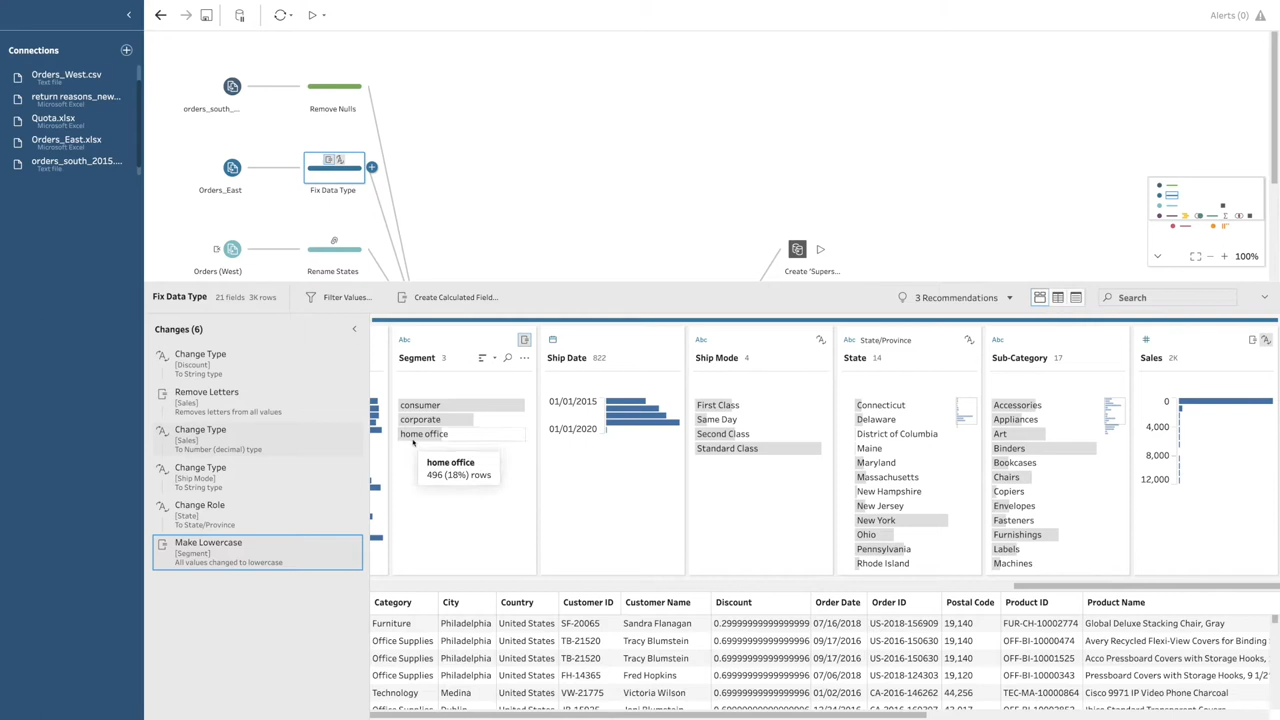 Alerts (0)
Connections
Orders_West.csv
Text file
return reasons_new...
Microsoft Excel
Quota.xlsx
Microsoft Excel
Orders_East.xlsx
Microsoft Excel
orders_south_2015....
Text file
orders_south_...
Remove Nulls
Orders_East
Fix Data Type
Orders (West)
Rename States
Create 'Supers...
100%
Fix Data Type 21 fields 3K rows
Filter Values...
Create Calculated Field...
3 Recommendations
Search
Changes (6)
Change Type
[Discount]
To String type
Remove Letters
[Sales]
Removes letters from all values
Change Type
[Sales]
To Number (decimal) type
Change Type
[Ship Mode]
To String type
Change Role
[State]
To State/Province
Make Lowercase
[Segment]
All values changed to lowercase
Abc
Segment 3
consumer
corporate
home office
home office
496 (18%) rows
Ship Date 822
01/01/2015
01/01/2020
Abc
Ship Mode 4
First Class
Same Day
Second Class
Standard Class
Abc State/Province
State 14
Connecticut
Delaware
District of Columbia
Maine
Maryland
Massachusetts
New Hampshire
New Jersey
New York
Ohio
Pennsylvania
Rhode Island
Abc
Sub-Category 17
Accessories
Appliances
Art
Binders
Bookcases
Chairs
Copiers
Envelopes
Fasteners
Furnishings
Labels
Machines
#
Sales 2K
0
4,000
8,000
12,000
Category City Country Customer ID Customer Name Discount Order Date Order ID Postal Code Product ID Product Name
Furniture Philadelphia United States SF-20065 Sandra Flanagan 0.2999999999999999 07/16/2018 US-2018-156909 19,140 FUR-CH-10002774 Global Deluxe Stacking Chair, Gray
Office Supplies Philadelphia United States TB-21520 Tracy Blumstein 0.6999999999999996 09/17/2016 US-2016-150630 19,140 OFF-BI-10000474 Avery Recycled Flexi-View Covers for Binding
Office Supplies Philadelphia United States TB-21520 Tracy Blumstein 0.6999999999999996 09/17/2016 US-2016-150630 19,140 OFF-BI-10001525 Acco Pressboard Covers with Storage Hooks,
Office Supplies Philadelphia United States FH-14365 Fred Hopkins 0.6999999999999996 07/06/2018 US-2018-124303 19,120 OFF-BI-10000343 Pressboard Covers with Storage Hooks, 9 1/2
Technology Medina United States VW-21775 Victoria Wilson 0.6999999999999996 01/02/2016 CA-2016-146262 44,256 TEC-MA-10000864 Cisco 9971 IP Video Phone Charcoal